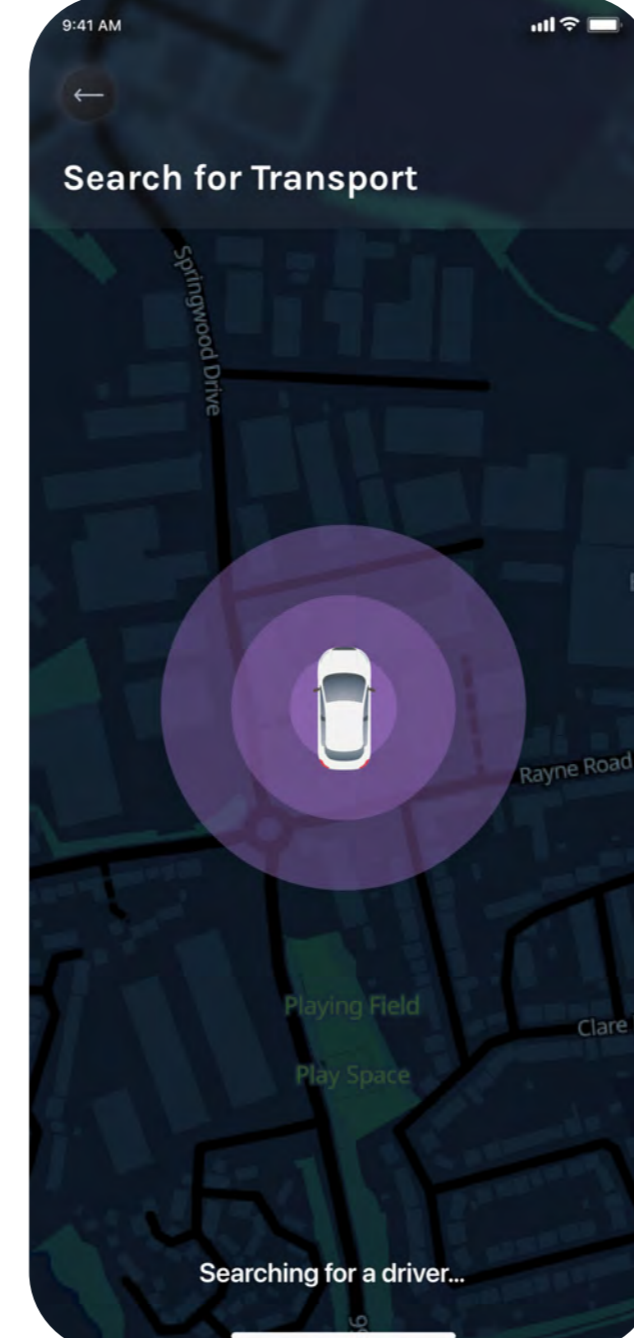 9:41 AM
Search for Transport
Springwood Drive
Rayne Road
Playing Field
Clare
Play Space
Searching for a driver...